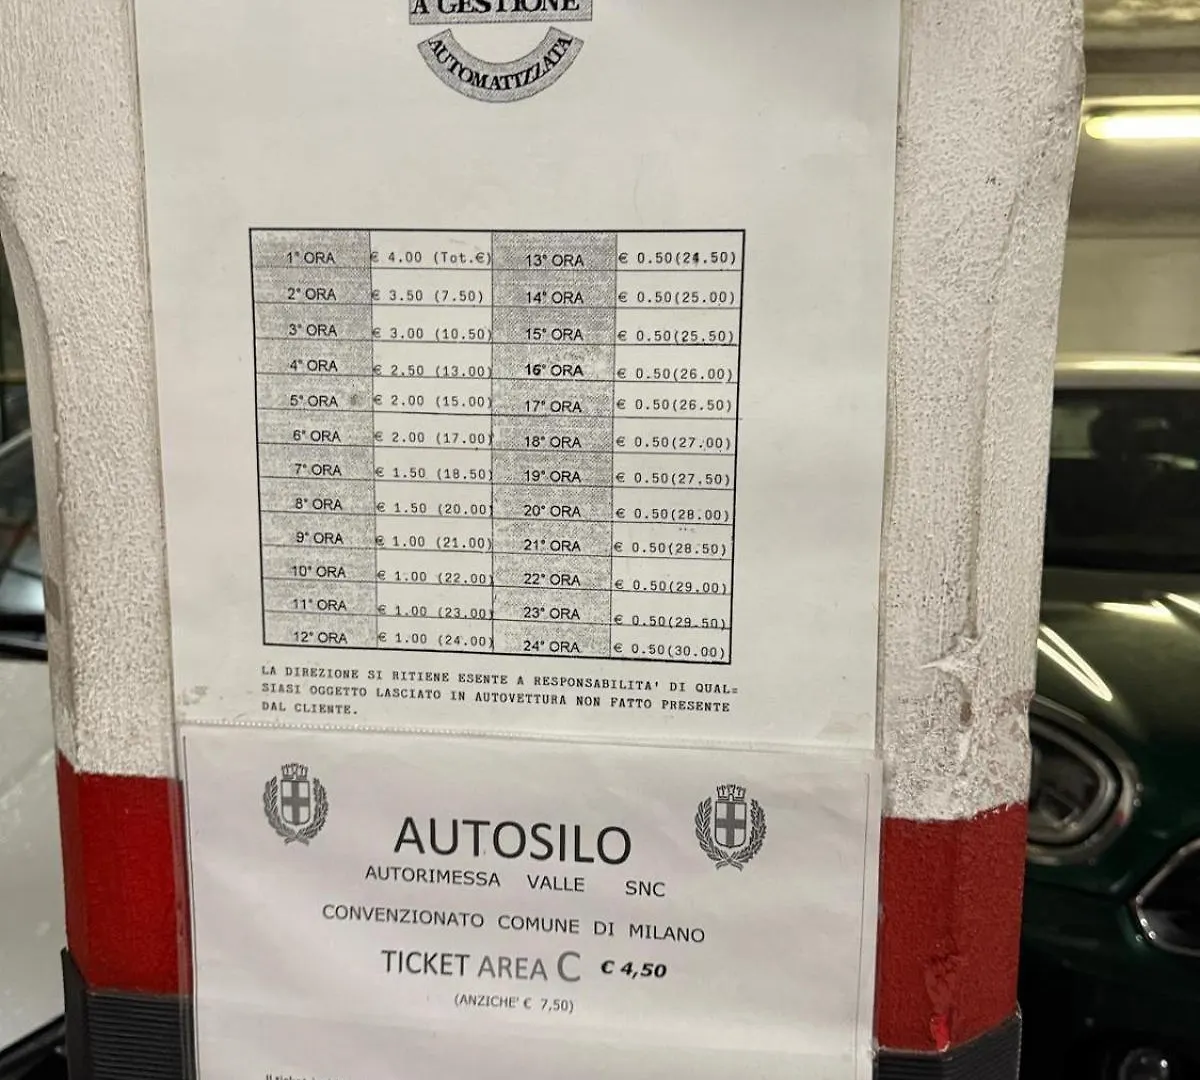 A GESTIONE
AUTOMATIZZATA
1° ORA € 4.00 (Tot.€) 13° ORA € 0.50(24.50)
2° ORA € 3.50 (7.50) 14° ORA € 0.50(25.00)
3° ORA € 3.00 (10.50) 15° ORA € 0.50(25.50)
4° ORA € 2.50 (13.00) 16° ORA € 0.50(26.00)
5° ORA € 2.00 (15.00) 17° ORA € 0.50(26.50)
6° ORA € 2.00 (17.00) 18° ORA € 0.50(27.00)
7° ORA € 1.50 (18.50) 19° ORA € 0.50(27.50)
8° ORA € 1.50 (20.00) 20° ORA € 0.50(28.00)
9° ORA € 1.00 (21.00) 21° ORA € 0.50(28.50)
10° ORA € 1.00 (22.00) 22° ORA € 0.50(29.00)
11° ORA € 1.00 (23.00) 23° ORA € 0.50(29.50)
12° ORA € 1.00 (24.00) 24° ORA € 0.50(30.00)
LA DIREZIONE SI RITIENE ESENTE A RESPONSABILITA' DI QUAL=
SIASI OGGETTO LASCIATO IN AUTOVETTURA NON FATTO PRESENTE
DAL CLIENTE.
AUTOSILO
AUTORIMESSA VALLE SNC
CONVENZIONATO COMUNE DI MILANO
TICKET AREA C € 4,50
(ANZICHE' € 7,50)